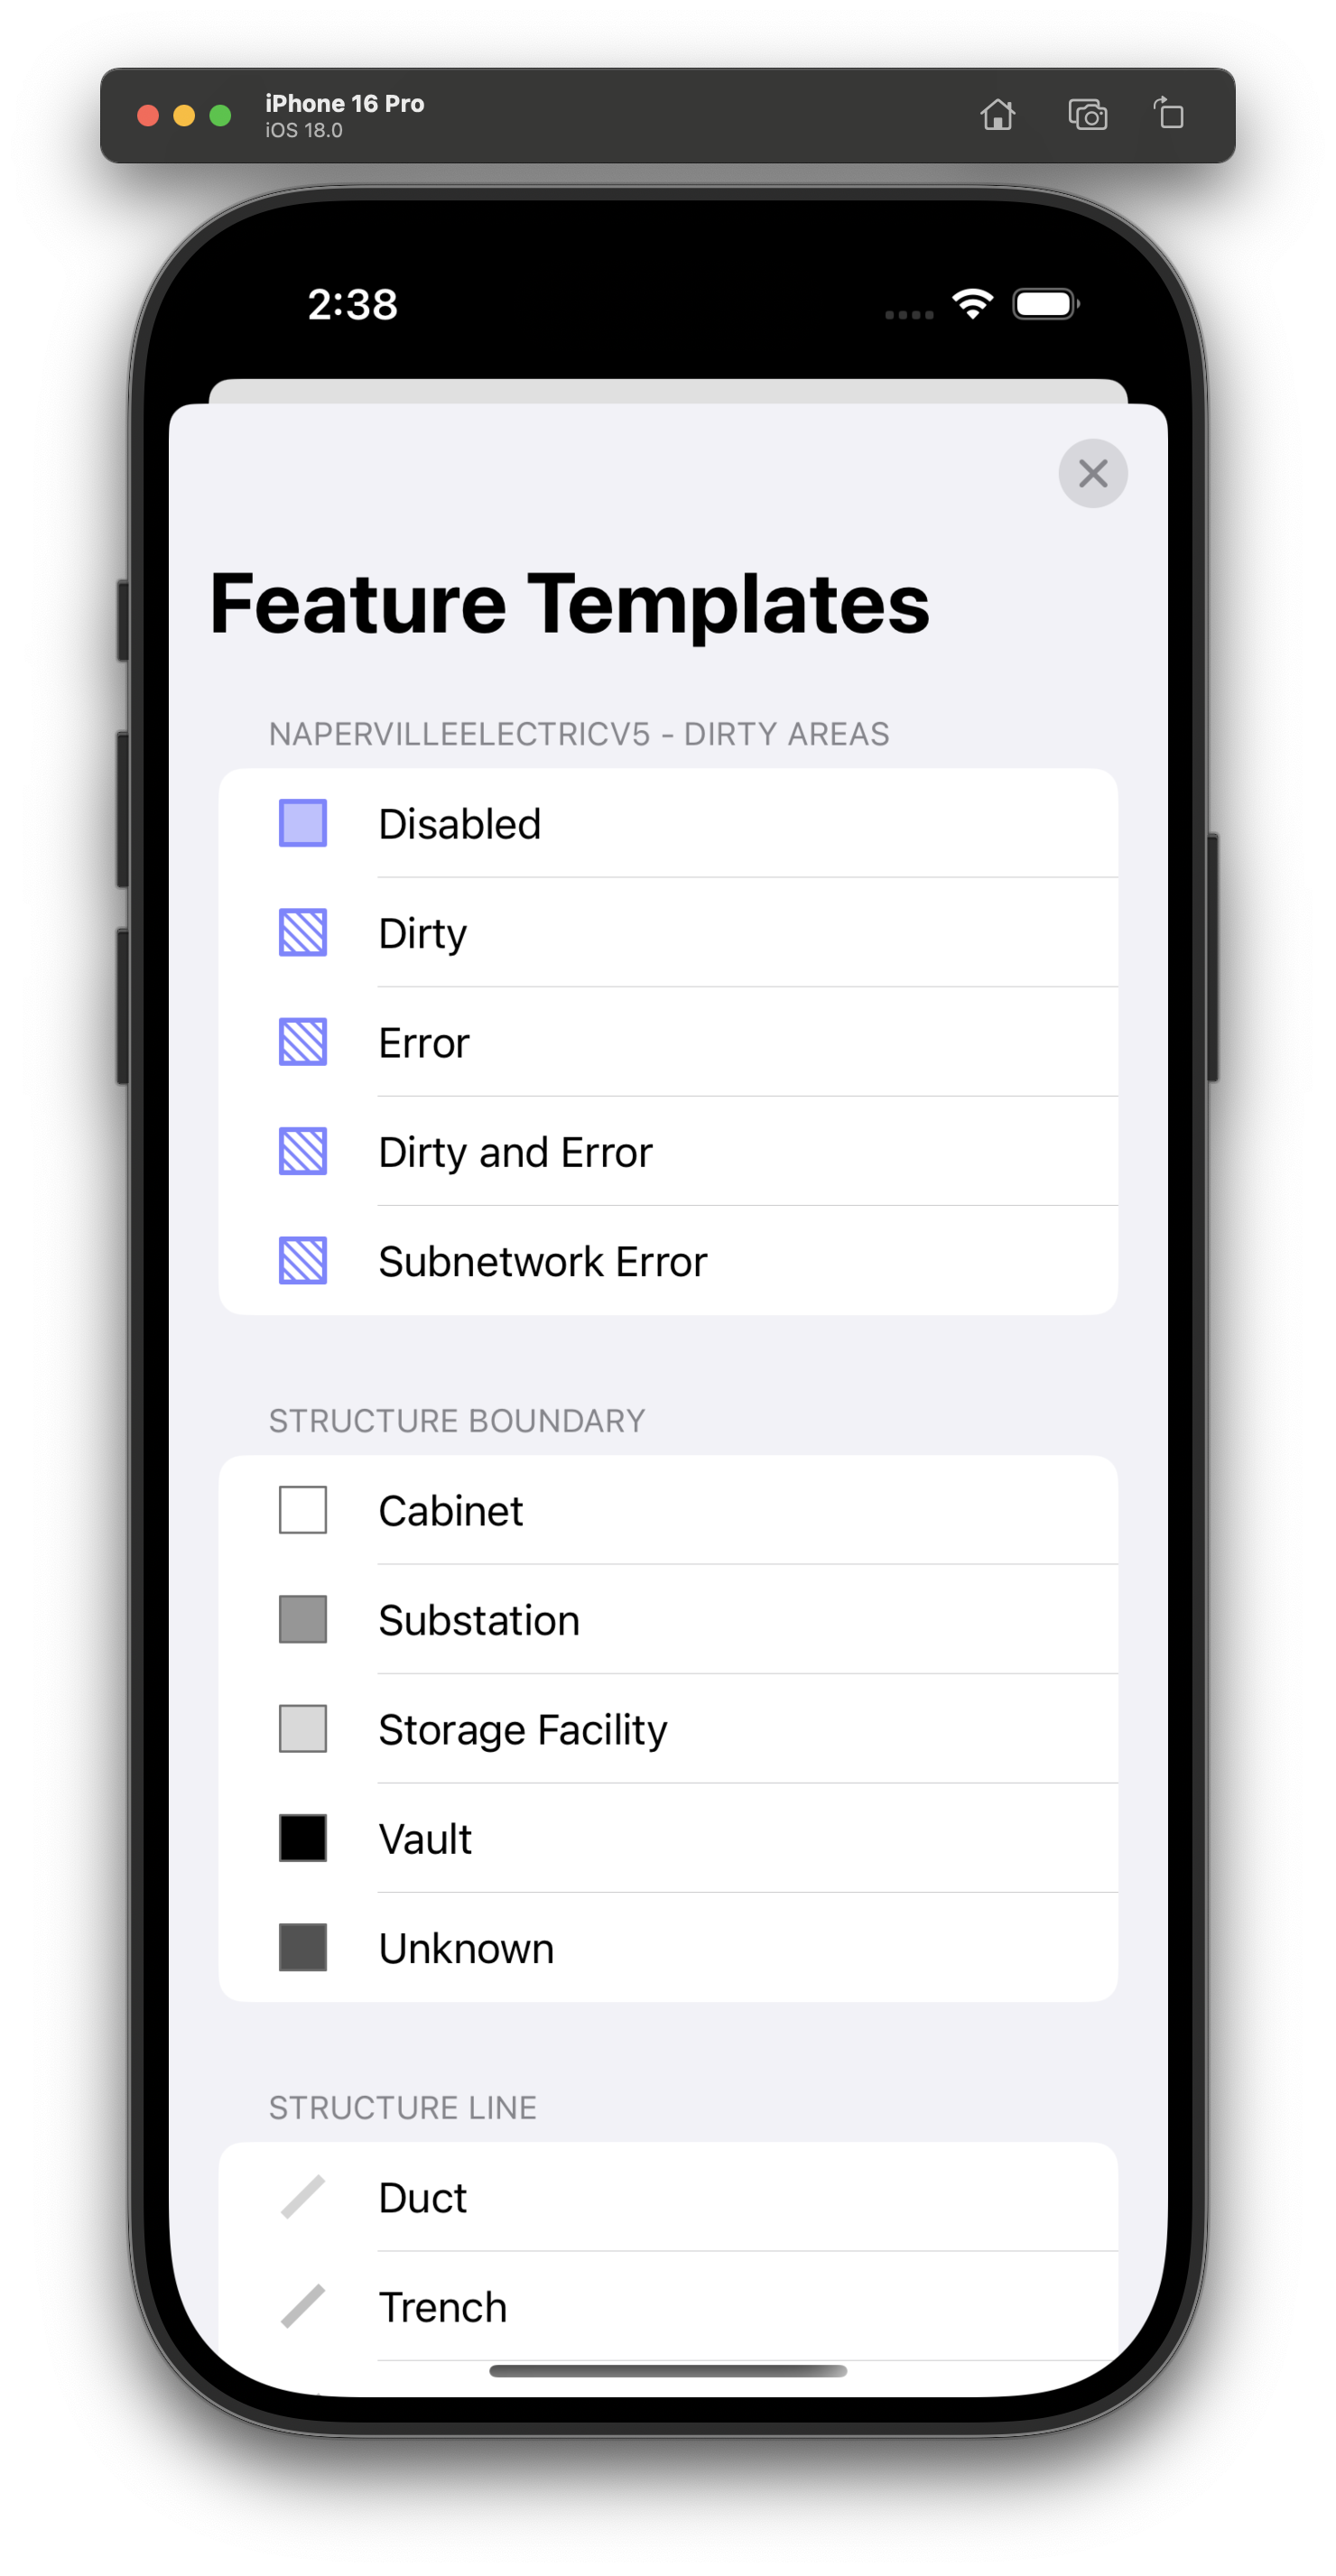 iPhone 16 Pro
iOS 18.0
2:38
Feature Templates
NAPERVILLEELECTRICV5 - DIRTY AREAS
Disabled
Dirty
Error
Dirty and Error
Subnetwork Error
STRUCTURE BOUNDARY
Cabinet
Substation
Storage Facility
Vault
Unknown
STRUCTURE LINE
Duct
Trench